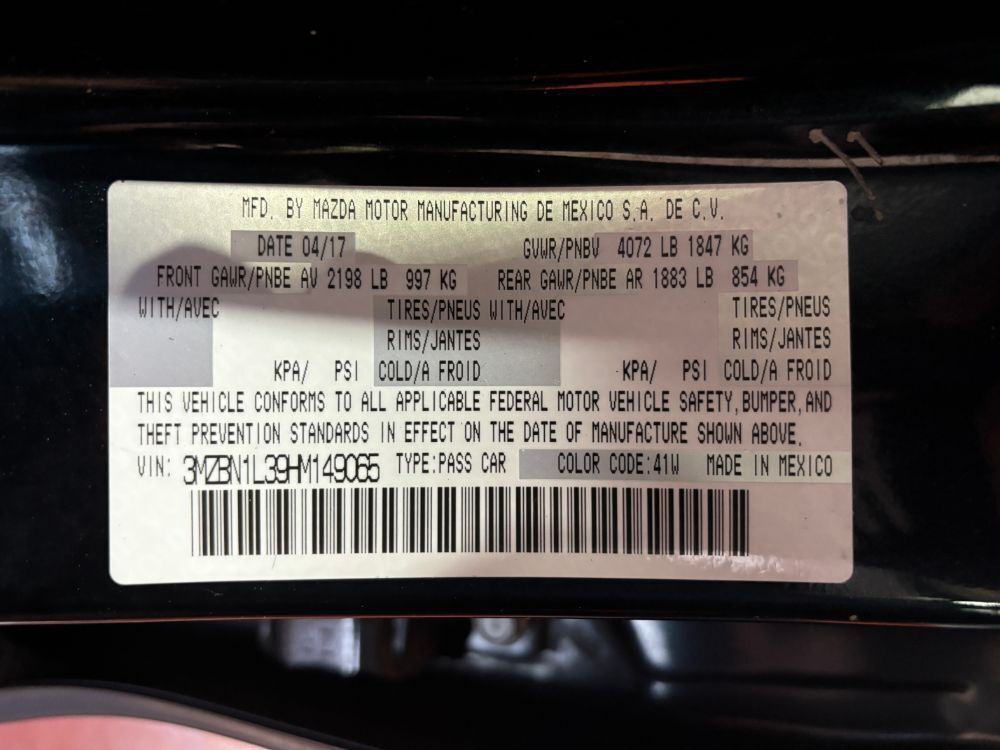 MFD. BY MAZDA MOTOR MANUFACTURING DE MEXICO S.A. DE C.V.
DATE 04/17 GVWR/PNBV 4072 LB 1847 KG
FRONT GAWR/PNBE AV 2198 LB 997 KG REAR GAWR/PNBE AR 1883 LB 854 KG
WITH/AVEC TIRES/PNEUS WITH/AVEC TIRES/PNEUS
RIMS/JANTES RIMS/JANTES
KPA/ PSI COLD/A FROID KPA/ PSI COLD/A FROID
THIS VEHICLE CONFORMS TO ALL APPLICABLE FEDERAL MOTOR VEHICLE SAFETY, BUMPER, AND
THEFT PREVENTION STANDARDS IN EFFECT ON THE DATE OF MANUFACTURE SHOWN ABOVE.
VIN: 3MZBN1L39HM149065 TYPE:PASS CAR COLOR CODE:41W MADE IN MEXICO